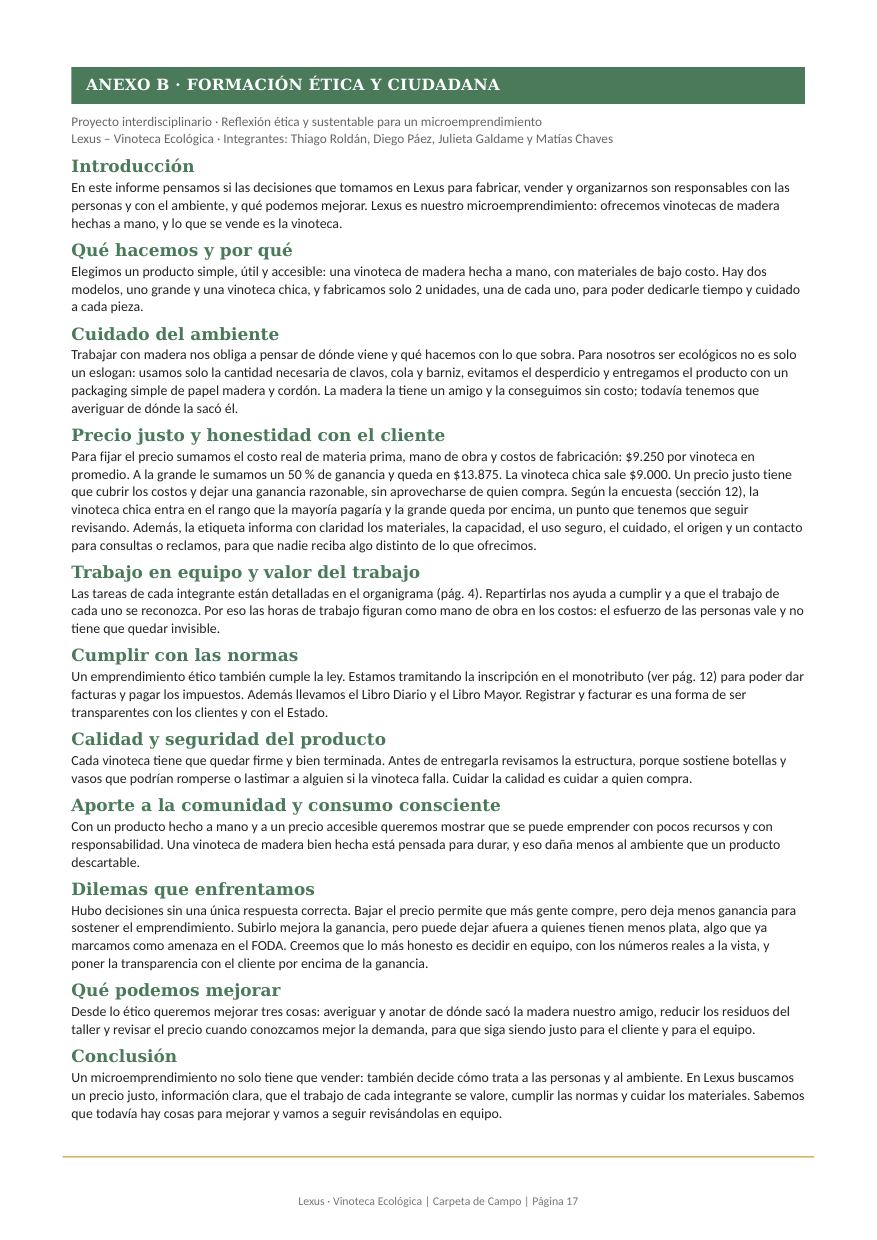 ANEXO B · FORMACIÓN ÉTICA Y CIUDADANA
Proyecto interdisciplinario · Reflexión ética y sustentable para un microemprendimiento
Lexus – Vinoteca Ecológica · Integrantes: Thiago Roldán, Diego Páez, Julieta Galdame y Matías Chaves
Introducción
En este informe pensamos si las decisiones que tomamos en Lexus para fabricar, vender y organizarnos son responsables con las
personas y con el ambiente, y qué podemos mejorar. Lexus es nuestro microemprendimiento: ofrecemos vinotecas de madera
hechas a mano, y lo que se vende es la vinoteca.
Qué hacemos y por qué
Elegimos un producto simple, útil y accesible: una vinoteca de madera hecha a mano, con materiales de bajo costo. Hay dos
modelos, uno grande y una vinoteca chica, y fabricamos solo 2 unidades, una de cada uno, para poder dedicarle tiempo y cuidado
a cada pieza.
Cuidado del ambiente
Trabajar con madera nos obliga a pensar de dónde viene y qué hacemos con lo que sobra. Para nosotros ser ecológicos no es solo
un eslogan: usamos solo la cantidad necesaria de clavos, cola y barniz, evitamos el desperdicio y entregamos el producto con un
packaging simple de papel madera y cordón. La madera la tiene un amigo y la conseguimos sin costo; todavía tenemos que
averiguar de dónde la sacó él.
Precio justo y honestidad con el cliente
Para fijar el precio sumamos el costo real de materia prima, mano de obra y costos de fabricación: $9.250 por vinoteca en
promedio. A la grande le sumamos un 50 % de ganancia y queda en $13.875. La vinoteca chica sale $9.000. Un precio justo tiene
que cubrir los costos y dejar una ganancia razonable, sin aprovecharse de quien compra. Según la encuesta (sección 12), la
vinoteca chica entra en el rango que la mayoría pagaría y la grande queda por encima, un punto que tenemos que seguir
revisando. Además, la etiqueta informa con claridad los materiales, la capacidad, el uso seguro, el cuidado, el origen y un contacto
para consultas o reclamos, para que nadie reciba algo distinto de lo que ofrecimos.
Trabajo en equipo y valor del trabajo
Las tareas de cada integrante están detalladas en el organigrama (pág. 4). Repartirlas nos ayuda a cumplir y a que el trabajo de
cada uno se reconozca. Por eso las horas de trabajo figuran como mano de obra en los costos: el esfuerzo de las personas vale y no
tiene que quedar invisible.
Cumplir con las normas
Un emprendimiento ético también cumple la ley. Estamos tramitando la inscripción en el monotributo (ver pág. 12) para poder dar
facturas y pagar los impuestos. Además llevamos el Libro Diario y el Libro Mayor. Registrar y facturar es una forma de ser
transparentes con los clientes y con el Estado.
Calidad y seguridad del producto
Cada vinoteca tiene que quedar firme y bien terminada. Antes de entregarla revisamos la estructura, porque sostiene botellas y
vasos que podrían romperse o lastimar a alguien si la vinoteca falla. Cuidar la calidad es cuidar a quien compra.
Aporte a la comunidad y consumo consciente
Con un producto hecho a mano y a un precio accesible queremos mostrar que se puede emprender con pocos recursos y con
responsabilidad. Una vinoteca de madera bien hecha está pensada para durar, y eso daña menos al ambiente que un producto
descartable.
Dilemas que enfrentamos
Hubo decisiones sin una única respuesta correcta. Bajar el precio permite que más gente compre, pero deja menos ganancia para
sostener el emprendimiento. Subirlo mejora la ganancia, pero puede dejar afuera a quienes tienen menos plata, algo que ya
marcamos como amenaza en el FODA. Creemos que lo más honesto es decidir en equipo, con los números reales a la vista, y
poner la transparencia con el cliente por encima de la ganancia.
Qué podemos mejorar
Desde lo ético queremos mejorar tres cosas: averiguar y anotar de dónde sacó la madera nuestro amigo, reducir los residuos del
taller y revisar el precio cuando conozcamos mejor la demanda, para que siga siendo justo para el cliente y para el equipo.
Conclusión
Un microemprendimiento no solo tiene que vender: también decide cómo trata a las personas y al ambiente. En Lexus buscamos
un precio justo, información clara, que el trabajo de cada integrante se valore, cumplir las normas y cuidar los materiales. Sabemos
que todavía hay cosas para mejorar y vamos a seguir revisándolas en equipo.
Lexus · Vinoteca Ecológica | Carpeta de Campo | Página 17